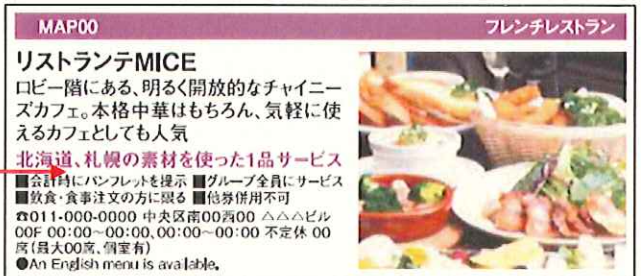 MAP00 フレンチレストラン
リストランテMICE
ロビー階にある、明るく開放的なチャイニー
ズカフェ。本格中華はもちろん、気軽に使
えるカフェとしても人気
北海道、札幌の素材を使った1品サービス
■会計時にパンフレットを提示 ■グループ全員にサービス
■飲食・食事注文の方に限る ■他券併用不可
☎011-000-0000 中央区南00西00 △△△ビル
00F 00:00~00:00、00:00~00:00 不定休 00
席(最大00席、個室有)
●An English menu is available.